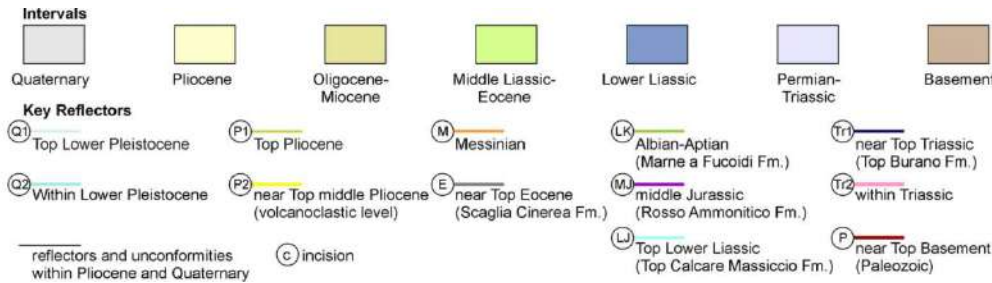 Intervals
Quaternary
Pliocene
Oligocene-
Miocene
Middle Liassic-
Eocene
Lower Liassic
Permian-
Triassic
Basement
Key Reflectors
Q1 Top Lower Pleistocene
P1 Top Pliocene
M Messinian
LK Albian-Aptian
(Marne a Fucoidi Fm.)
Tr1 near Top Triassic
(Top Burano Fm.)
Q2 Within Lower Pleistocene
P2 near Top middle Pliocene
(volcanoclastic level)
E near Top Eocene
(Scaglia Cinerea Fm.)
MJ middle Jurassic
(Rosso Ammonitico Fm.)
Tr2 within Triassic
reflectors and unconformities
within Pliocene and Quaternary
c incision
LJ Top Lower Liassic
(Top Calcare Massiccio Fm.)
P near Top Basement
(Paleozoic)